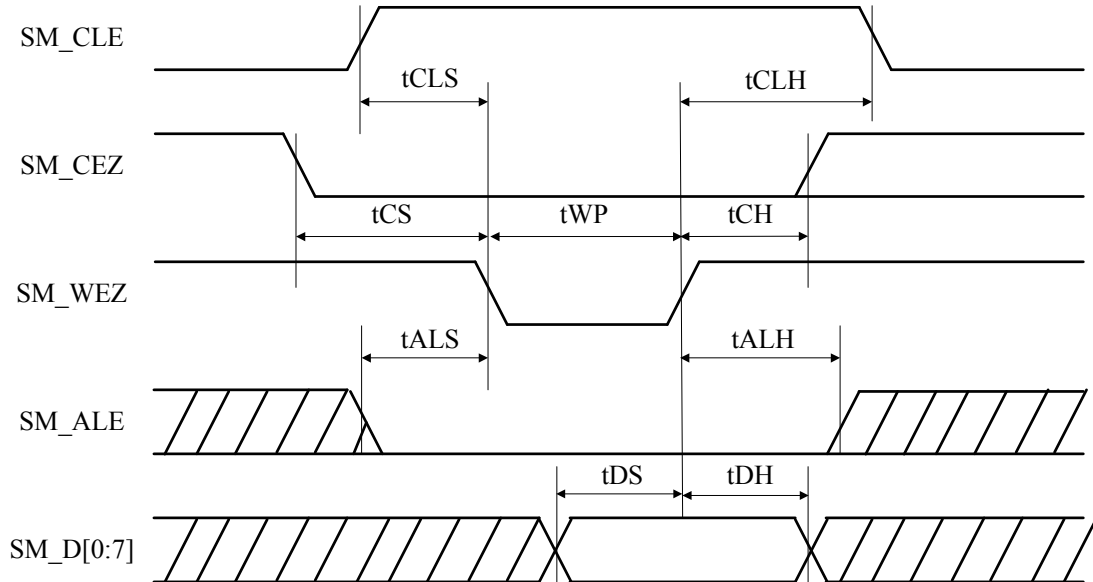 SM_CLE
tCLS
tCLH
SM_CEZ
tCS
tWP
tCH
SM_WEZ
tALS
tALH
SM_ALE
tDS
tDH
SM_D[0:7]